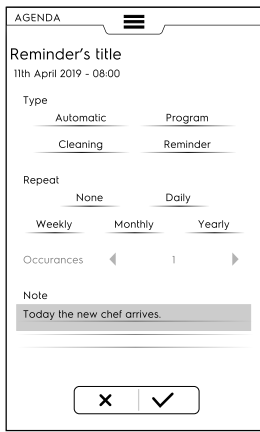 AGENDA
Reminder's title
11th April 2019 - 08:00
Type
Automatic Program
Cleaning Reminder
Repeat
None Daily
Weekly Monthly Yearly
Occurances 1
Note
Today the new chef arrives.